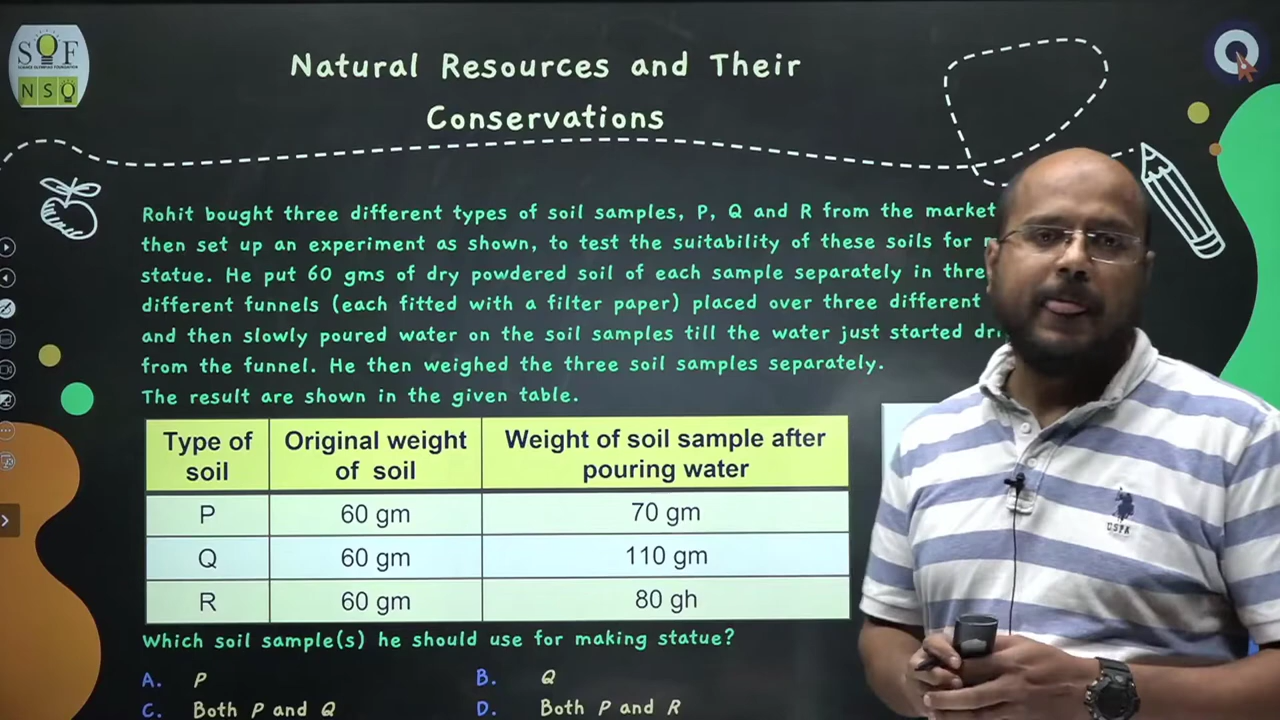 SOF
SCIENCE OLYMPIAD FOUNDATION
NSO
Natural Resources and Their
Conservations
Rohit bought three different types of soil samples, P, Q and R from the market
then set up an experiment as shown, to test the suitability of these soils for
statue. He put 60 gms of dry powdered soil of each sample separately in
different funnels (each fitted with a filter paper) placed over three different
and then slowly poured water on the soil samples till the water just started
from the funnel. He then weighed the three soil samples separately.
The result are shown in the given table.
Type of soil Original weight of soil Weight of soil sample after pouring water
P 60 gm 70 gm
Q 60 gm 110 gm
R 60 gm 80 gh
Which soil sample(s) he should use for making statue?
A. P B. Q
C. Both P and Q D. Both P and R
USPA